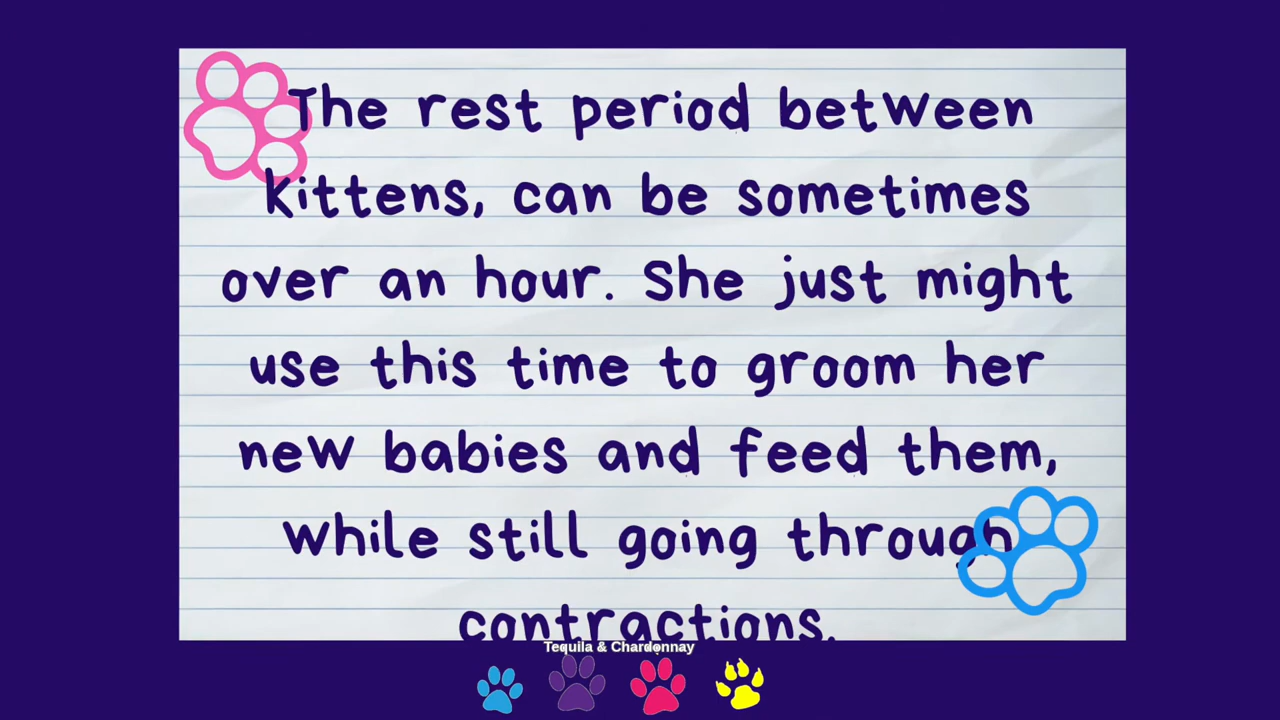 The rest period between
kittens, can be sometimes
over an hour. She just might
use this time to groom her
new babies and feed them,
while still going through
contractions.
Tequila & Chardonnay